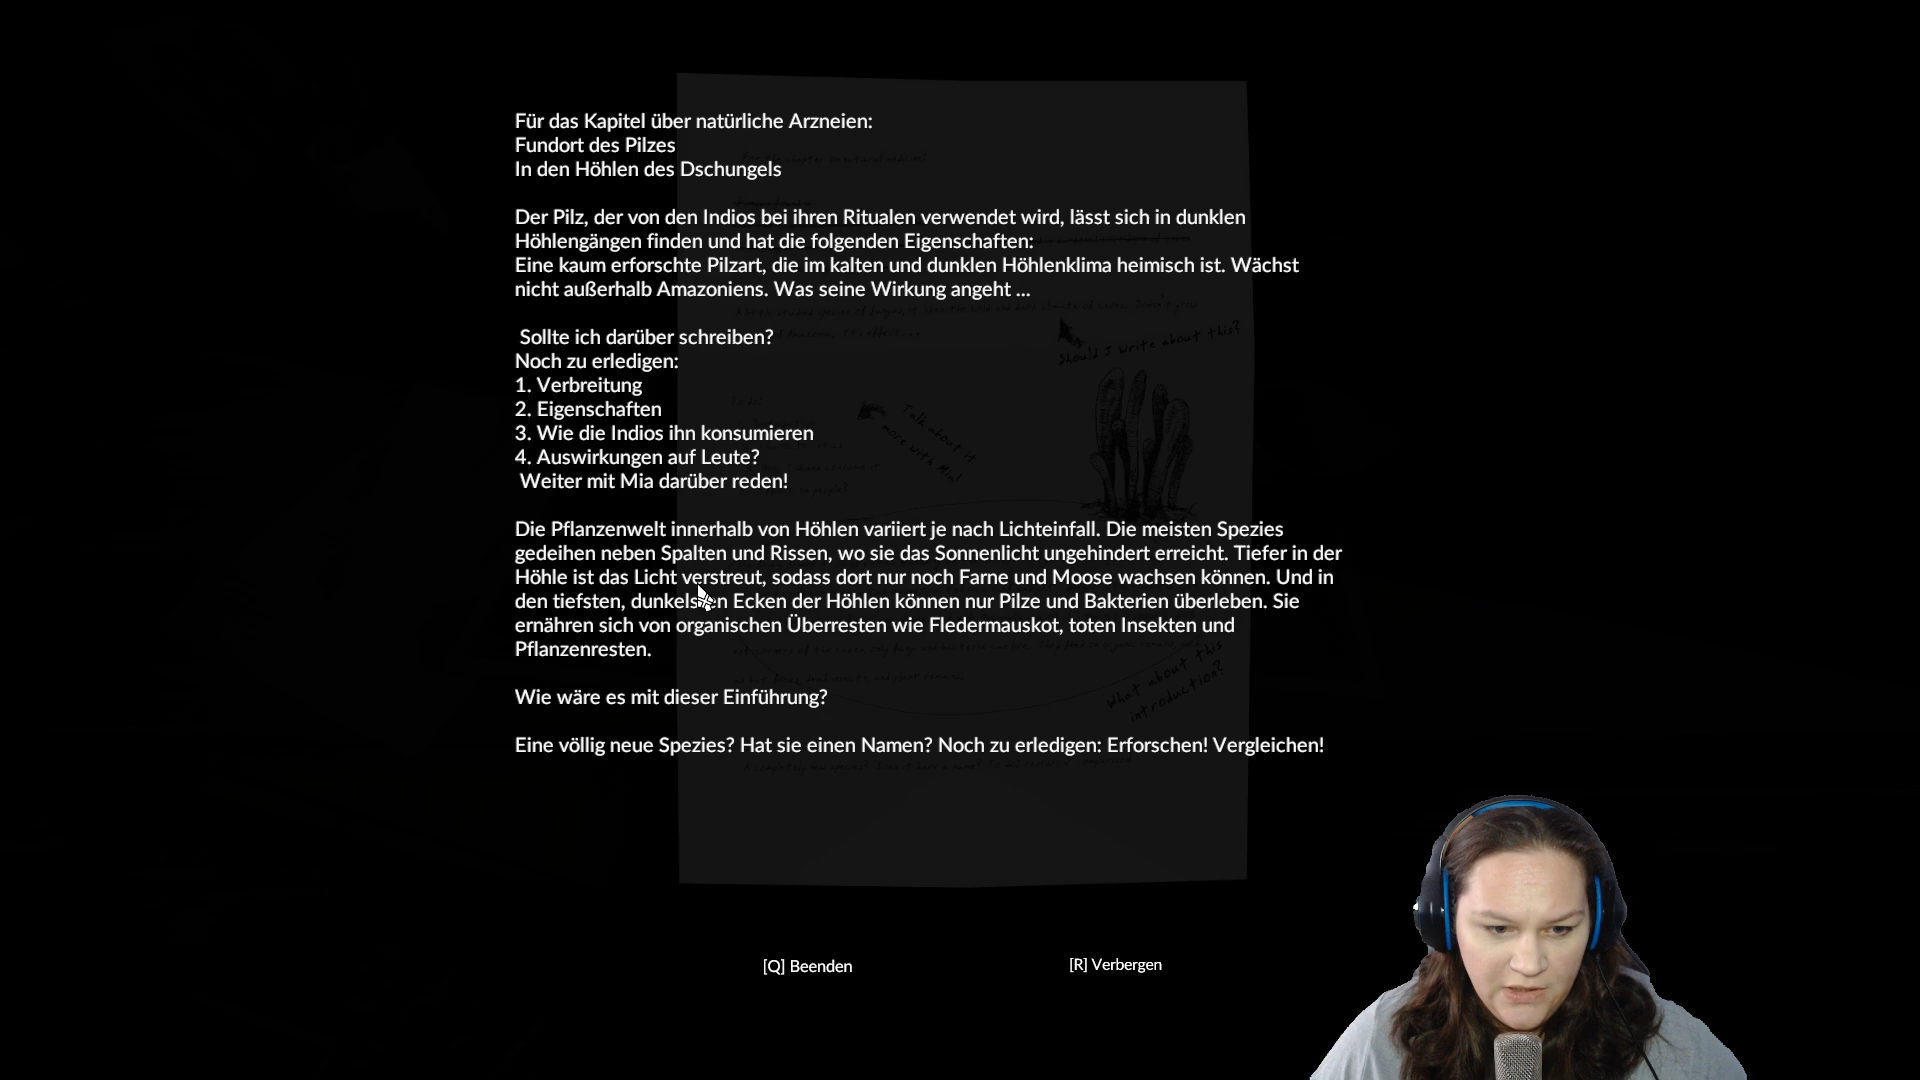 Für das Kapitel über natürliche Arzneien:
Fundort des Pilzes
In den Höhlen des Dschungels
Der Pilz, der von den Indios bei ihren Ritualen verwendet wird, lässt sich in dunklen
Höhlengängen finden und hat die folgenden Eigenschaften:
Eine kaum erforschte Pilzart, die im kalten und dunklen Höhlenklima heimisch ist. Wächst
nicht außerhalb Amazoniens. Was seine Wirkung angeht ...
Should I write about this?
Sollte ich darüber schreiben?
Noch zu erledigen:
1. Verbreitung
2. Eigenschaften
3. Wie die Indios ihn konsumieren
4. Auswirkungen auf Leute?
Weiter mit Mia darüber reden!
Talk about it
more with Mia!
Die Pflanzenwelt innerhalb von Höhlen variiert je nach Lichteinfall. Die meisten Spezies
gedeihen neben Spalten und Rissen, wo sie das Sonnenlicht ungehindert erreicht. Tiefer in der
Höhle ist das Licht verstreut, sodass dort nur noch Farne und Moose wachsen können. Und in
den tiefsten, dunkelsten Ecken der Höhlen können nur Pilze und Bakterien überleben. Sie
ernähren sich von organischen Überresten wie Fledermauskot, toten Insekten und
Pflanzenresten.
What about this
introduction?
Wie wäre es mit dieser Einführung?
Eine völlig neue Spezies? Hat sie einen Namen? Noch zu erledigen: Erforschen! Vergleichen!
[Q] Beenden
[R] Verbergen